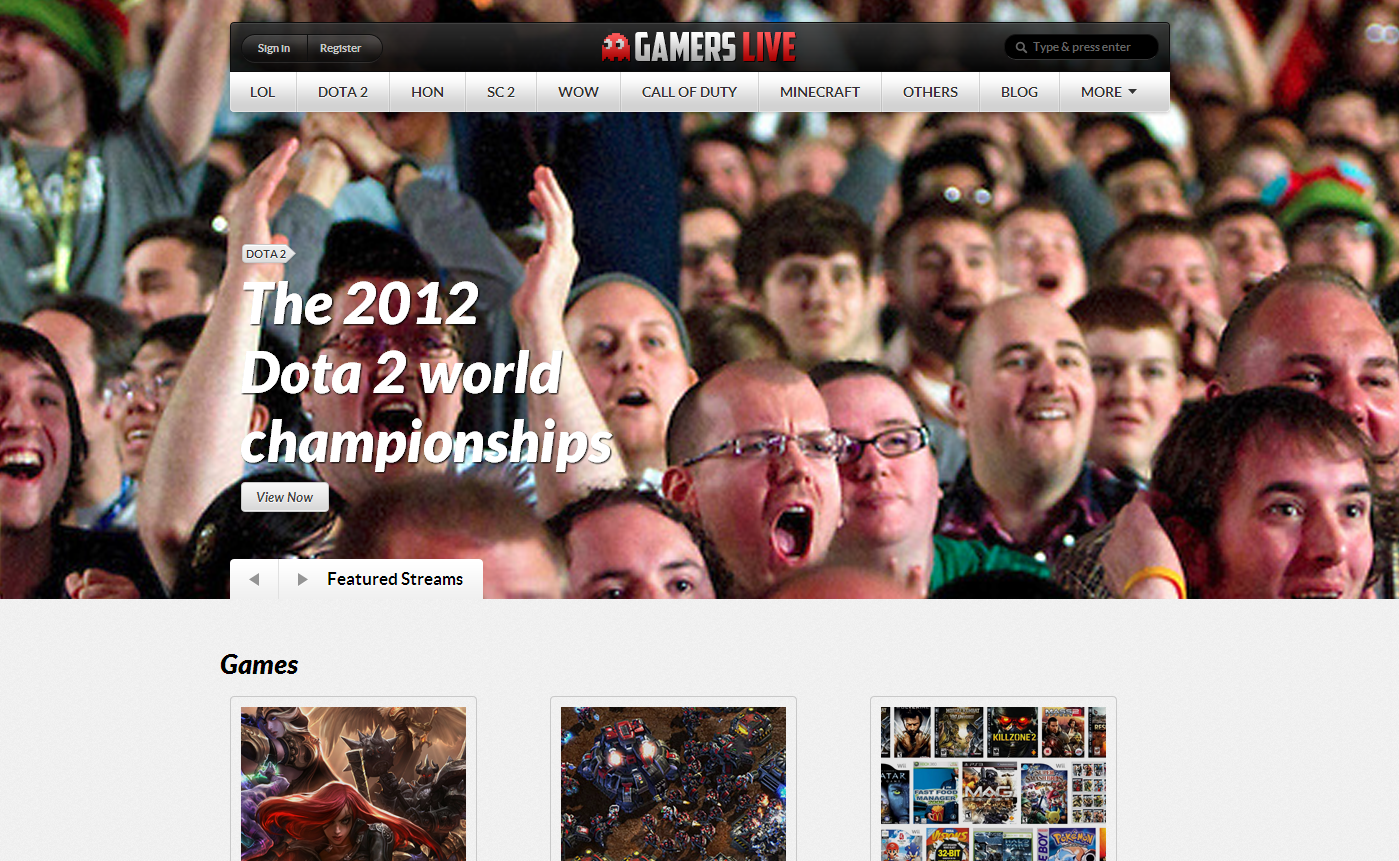 Sign in
Register
GAMERS LIVE
Type & press enter
LOL
DOTA 2
HON
SC 2
WOW
CALL OF DUTY
MINECRAFT
OTHERS
BLOG
MORE
DOTA 2
The 2012
Dota 2 world
championships
View Now
Featured Streams
Games
KILLZONE 2
FAST FOOD
MANAGER
MAG
VISIONS
32-BIT
POKÉMON